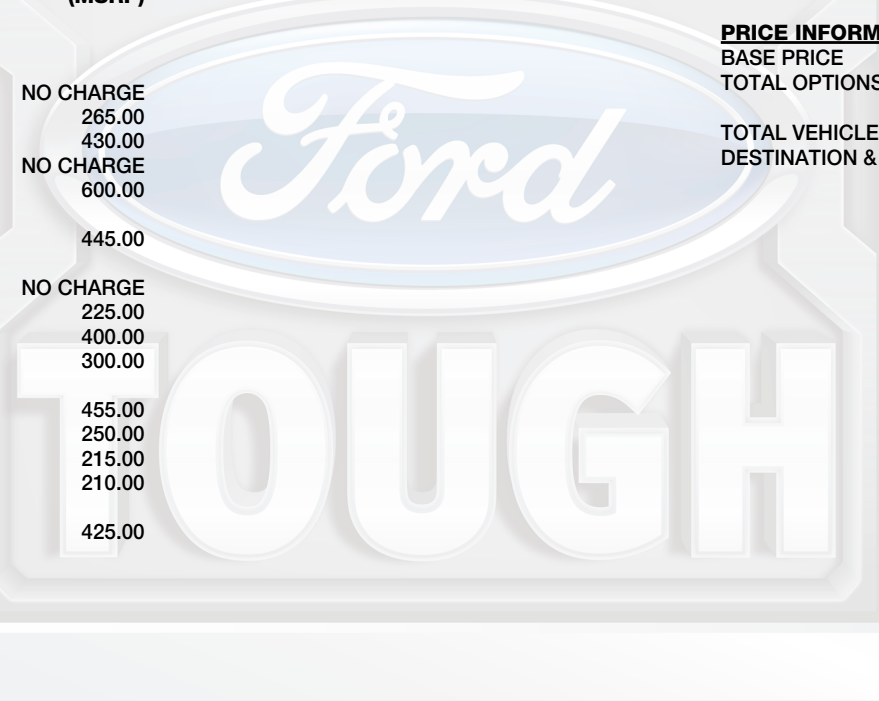 (MSRP)
NO CHARGE
265.00
430.00
NO CHARGE
600.00
445.00
NO CHARGE
225.00
400.00
300.00
455.00
250.00
215.00
210.00
425.00
PRICE INFORM
BASE PRICE
TOTAL OPTIONS
TOTAL VEHICLE
DESTINATION &
Ford
TOUGH